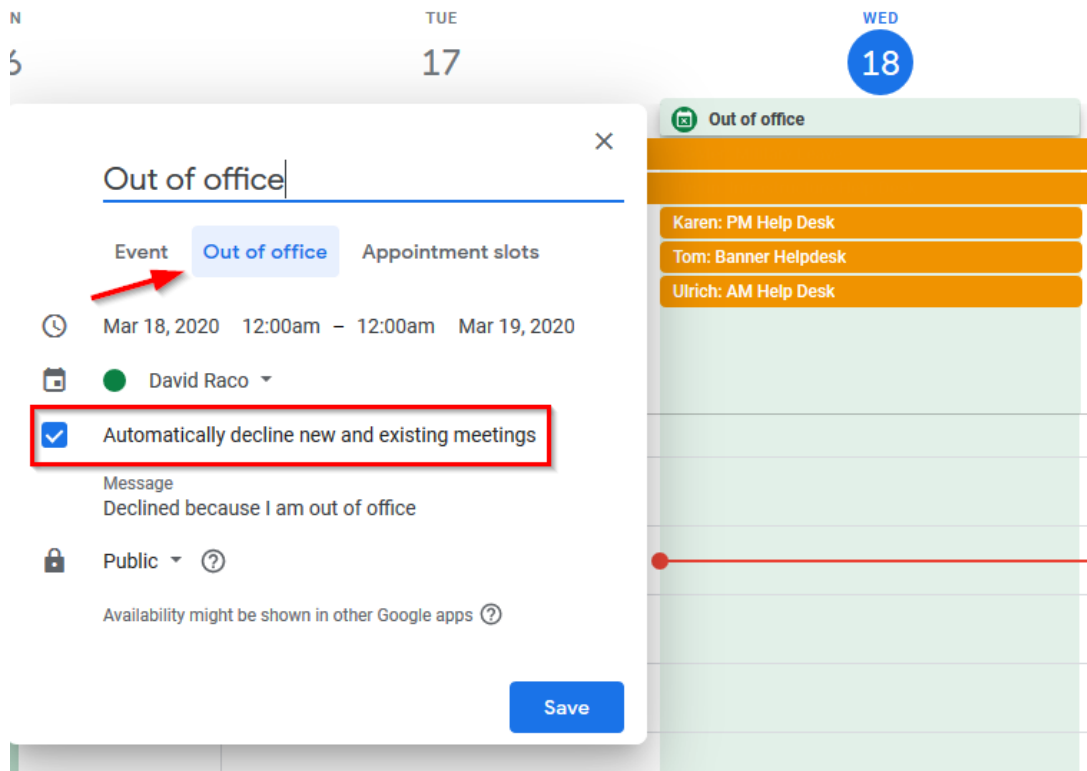 TUE
WED
17
18
Out of office
Out of office
Event Out of office Appointment slots
Karen: PM Help Desk
Tom: Banner Helpdesk
Ulrich: AM Help Desk
Mar 18, 2020 12:00am – 12:00am Mar 19, 2020
David Raco
Automatically decline new and existing meetings
Message
Declined because I am out of office
Public
Availability might be shown in other Google apps
Save